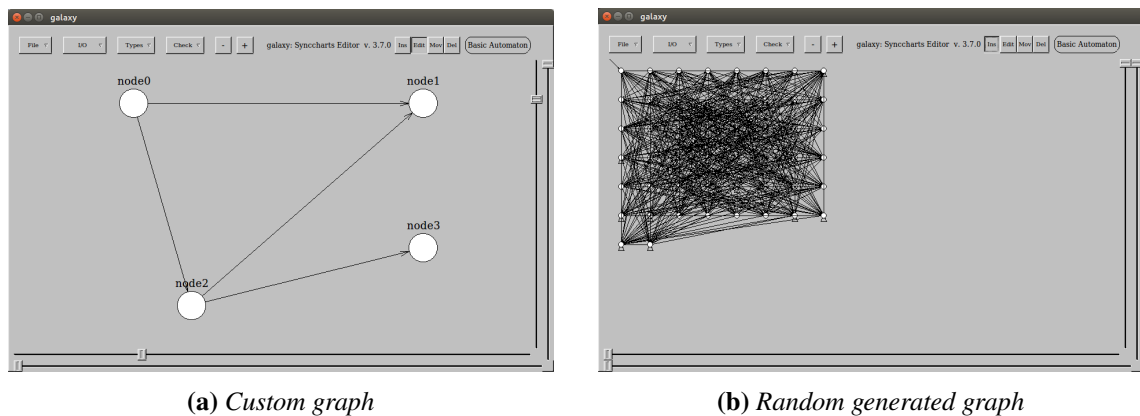 galaxy
File I/O Types Check - + galaxy: Synccharts Editor v. 3.7.0 Ins Edit Mov Del Basic Automaton
node0 node1
node3
node2
(a) Custom graph
galaxy
File I/O Types Check - + galaxy: Synccharts Editor v. 3.7.0 Ins Edit Mov Del Basic Automaton
(b) Random generated graph